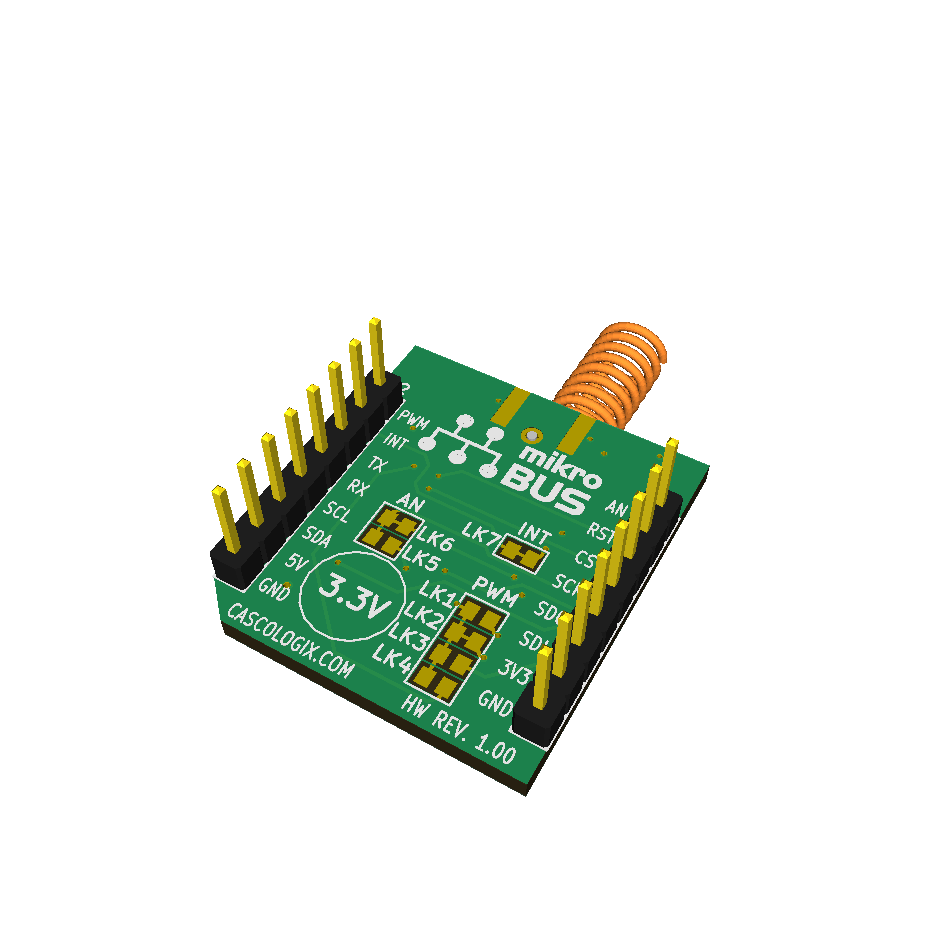 PWM
INT
TX
RX
SCL
SDA
5V
GND
mikro
BUS
AN
LK6
LK5
INT
LK7
PWM
LK1
LK2
LK3
LK4
3.3V
AN
RST
CS
3V3
GND
CASCOLOGIX.COM
HW REV. 1.00